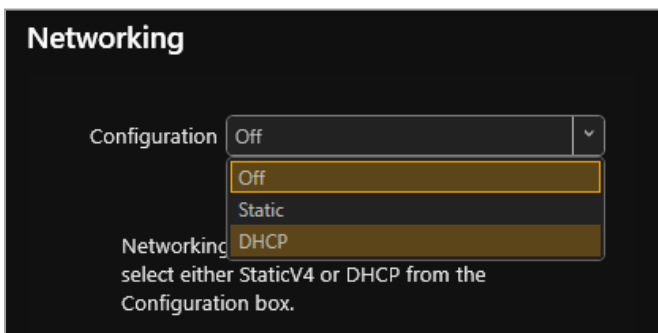 Networking
Configuration Off
Off
Static
Networking DHCP
select either StaticV4 or DHCP from the
Configuration box.